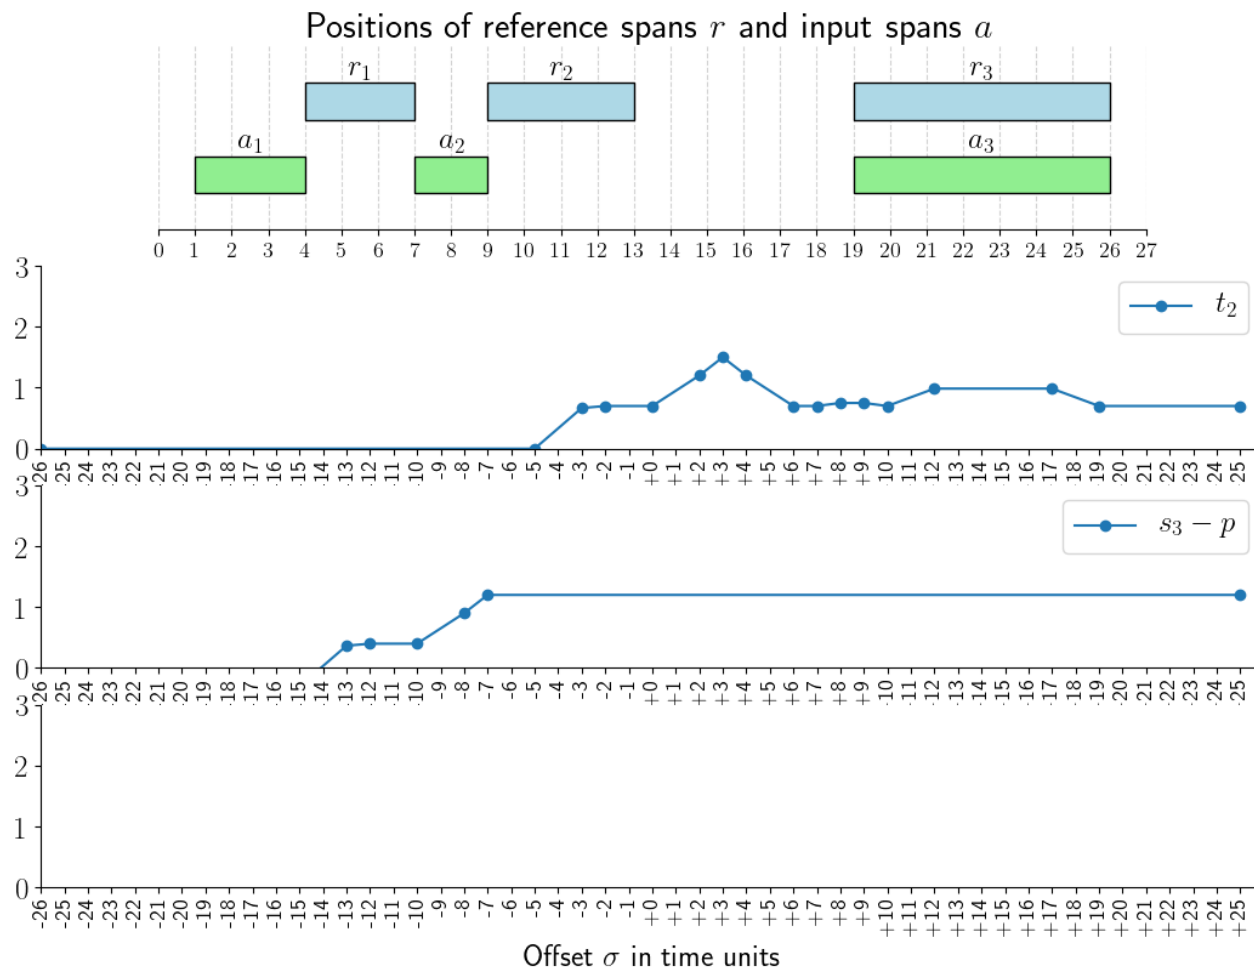 Positions of reference spans r and input spans a
r₁ r₂ r₃
a₁ a₂ a₃
0 1 2 3 4 5 6 7 8 9 10 11 12 13 14 15 16 17 18 19 20 21 22 23 24 25 26 27
3
t₂
2
1
0
-26 -25 -24 -23 -22 -21 -20 -19 -18 -17 -16 -15 -14 -13 -12 -11 -10 -9 -8 -7 -6 -5 -4 -3 -2 -1 +0 +1 +2 +3 +4 +5 +6 +7 +8 +9 +10 +11 +12 +13 +14 +15 +16 +17 +18 +19 +20 +21 +22 +23 +24 +25
3
s₃ − p
2
1
0
-26 -25 -24 -23 -22 -21 -20 -19 -18 -17 -16 -15 -14 -13 -12 -11 -10 -9 -8 -7 -6 -5 -4 -3 -2 -1 +0 +1 +2 +3 +4 +5 +6 +7 +8 +9 +10 +11 +12 +13 +14 +15 +16 +17 +18 +19 +20 +21 +22 +23 +24 +25
3
2
1
0
-26 -25 -24 -23 -22 -21 -20 -19 -18 -17 -16 -15 -14 -13 -12 -11 -10 -9 -8 -7 -6 -5 -4 -3 -2 -1 +0 +1 +2 +3 +4 +5 +6 +7 +8 +9 +10 +11 +12 +13 +14 +15 +16 +17 +18 +19 +20 +21 +22 +23 +24 +25
Offset σ in time units